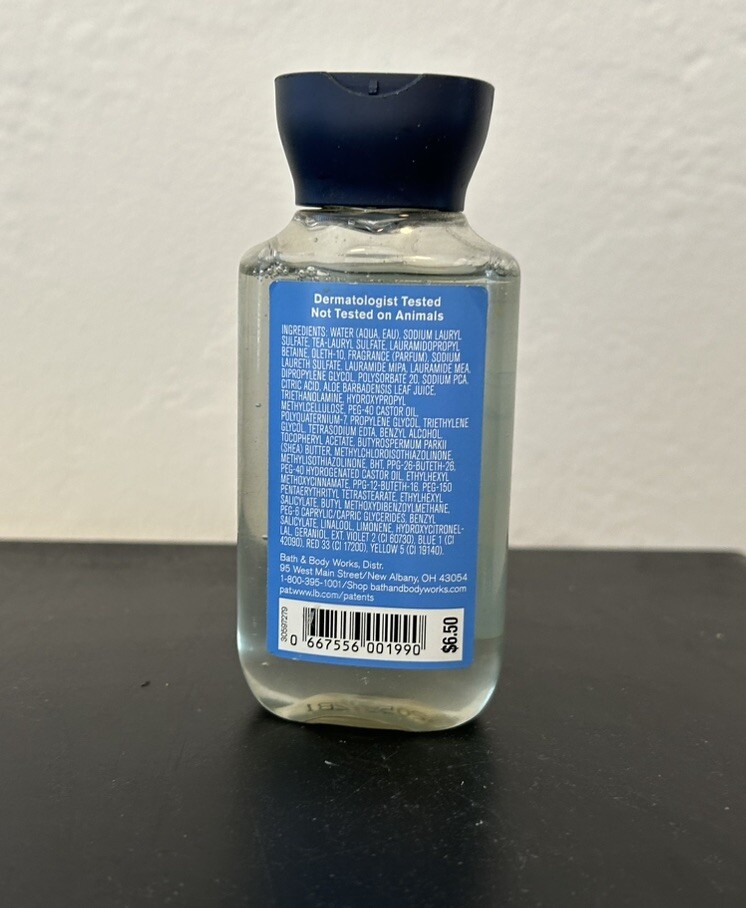 Dermatologist Tested
Not Tested on Animals
INGREDIENTS: WATER (AQUA, EAU), SODIUM LAURYL
SULFATE, TEA-LAURYL SULFATE, LAURAMIDOPROPYL
BETAINE, OLETH-10, FRAGRANCE (PARFUM), SODIUM
LAURETH SULFATE, LAURAMIDE MIPA, LAURAMIDE MEA,
DIPROPYLENE GLYCOL, POLYSORBATE 20, SODIUM PCA,
CITRIC ACID, ALOE BARBADENSIS LEAF JUICE,
TRIETHANOLAMINE, HYDROXYPROPYL
METHYLCELLULOSE, PEG-40 CASTOR OIL,
POLYQUATERNIUM-7, PROPYLENE GLYCOL, TRIETHYLENE
GLYCOL, TETRASODIUM EDTA, BENZYL ALCOHOL,
TOCOPHERYL ACETATE, BUTYROSPERMUM PARKII
(SHEA) BUTTER, METHYLCHLOROISOTHIAZOLINONE,
METHYLISOTHIAZOLINONE, BHT, PPG-26-BUTETH-26,
PEG-40 HYDROGENATED CASTOR OIL, ETHYLHEXYL
METHOXYCINNAMATE, PPG-12-BUTETH-16, PEG-150
PENTAERYTHRITYL TETRASTEARATE, ETHYLHEXYL
SALICYLATE, BUTYL METHOXYDIBENZOYLMETHANE,
PEG-6 CAPRYLIC/CAPRIC GLYCERIDES, BENZYL
SALICYLATE, LINALOOL, LIMONENE, HYDROXYCITRONEL-
LAL, GERANIOL, EXT. VIOLET 2 (CI 60730), BLUE 1 (CI
42090), RED 33 (CI 17200), YELLOW 5 (CI 19140).
Bath & Body Works, Distr.
95 West Main Street/New Albany, OH 43054
1-800-395-1001/Shop bathandbodyworks.com
pat.www.lb.com/patents
30597279
0 667556 001990
$6.50